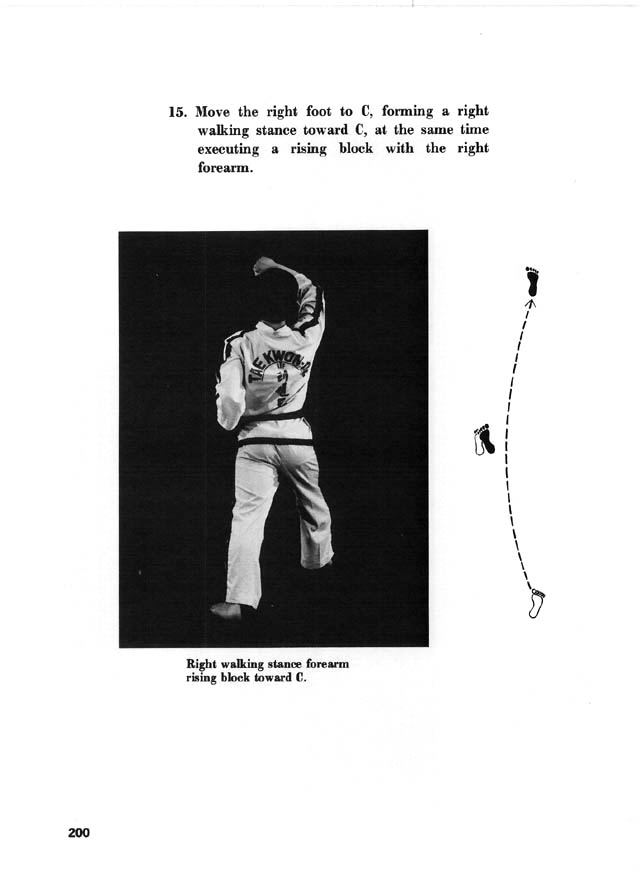 15. Move the right foot to C, forming a right
walking stance toward C, at the same time
executing a rising block with the right
forearm.
TAEKWON-D
Right walking stance forearm
rising block toward C.
200